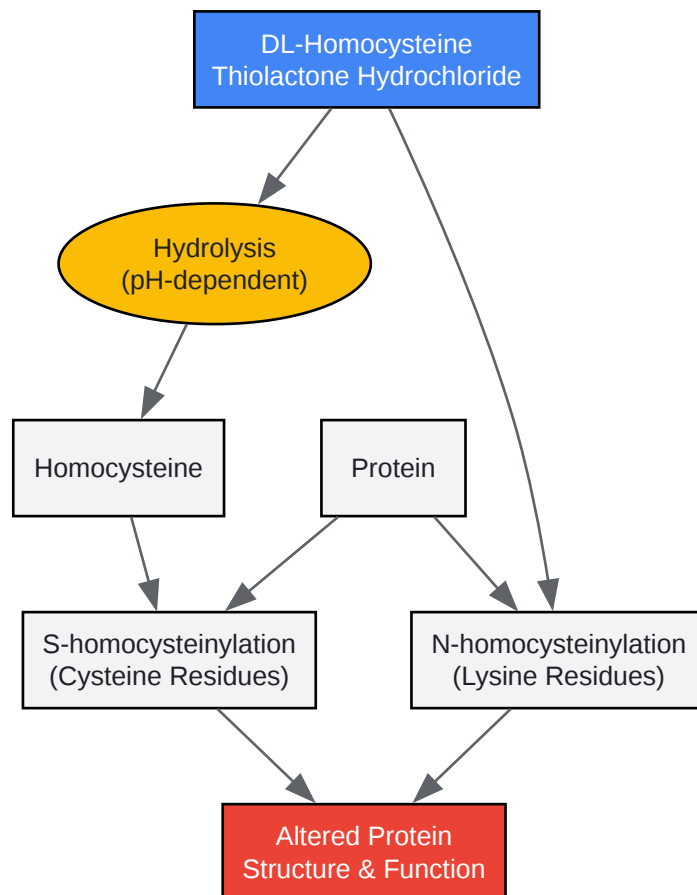 DL-Homocysteine
Thiolactone Hydrochloride
Hydrolysis
(pH-dependent)
Homocysteine
Protein
S-homocysteinylation
(Cysteine Residues)
N-homocysteinylation
(Lysine Residues)
Altered Protein
Structure & Function